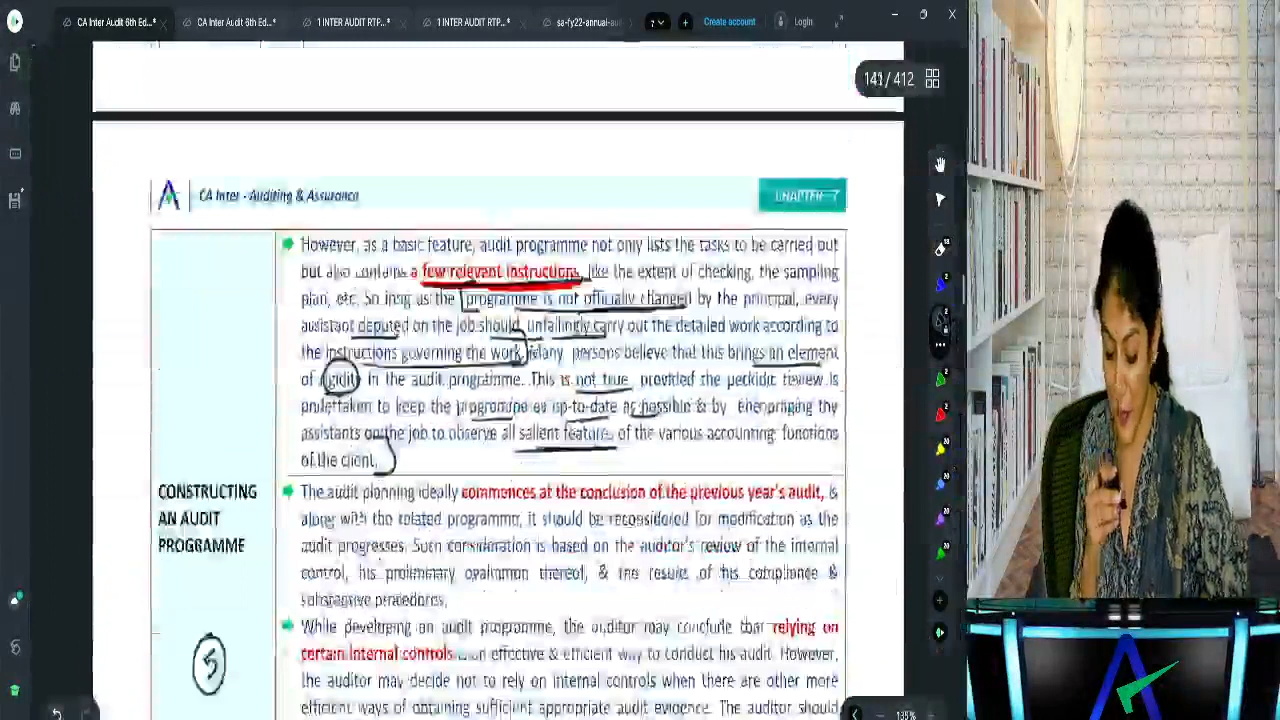 CA Inter Audit 6th Ed...*
CA Inter Audit 6th Ed...*
1 INTER AUDIT RTP...*
1 INTER AUDIT RTP...*
sa-fy22-annual-au
7
Create account
Login
/ 412
CA Inter - Auditing & Assurance
CHAPTER 7
However, as a basic feature, audit programme not only lists the tasks to be carried out
but also contains a few relevant instructions, like the extent of checking, the sampling
plan, etc. So long as the programme is not officially changed by the principal, every
assistant deputed on the job should unfailingly carry out the detailed work according to
the instructions governing the work. Many persons believe that this brings an element
of rigidity in the audit programme. This is not true provided the periodic review is
undertaken to keep the programme as up-to-date as possible & by encouraging the
assistants on the job to observe all salient features of the various accounting functions
of the client.
CONSTRUCTING
AN AUDIT
PROGRAMME
The audit planning ideally commences at the conclusion of the previous year's audit, &
along with the related programme, it should be reconsidered for modification as the
audit progresses. Such consideration is based on the auditor's review of the internal
control, his preliminary evaluation thereof, & the results of his compliance &
substantive procedures.
While developing an audit programme, the auditor may conclude that relying on
certain internal controls is an effective & efficient way to conduct his audit. However,
the auditor may decide not to rely on internal controls when there are other more
efficient ways of obtaining sufficient appropriate audit evidence. The auditor should
5
135%